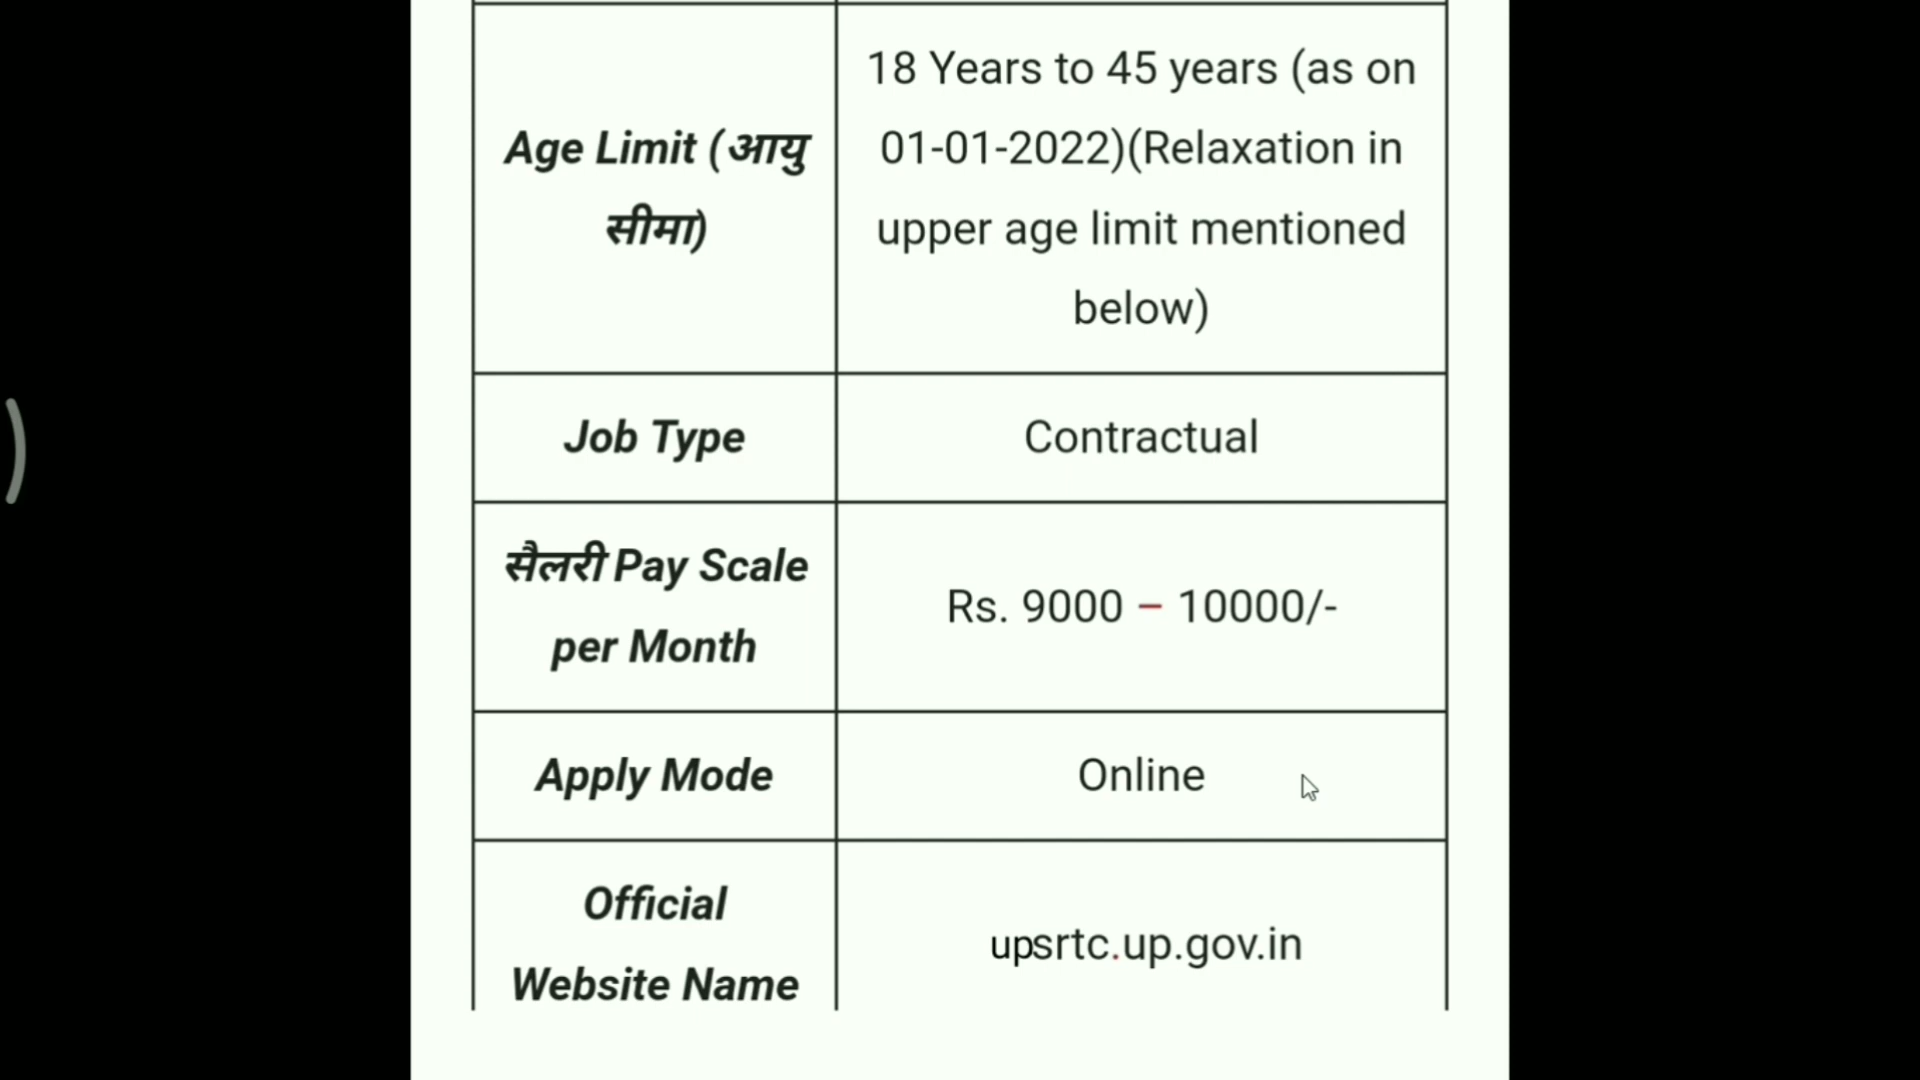 18 Years to 45 years (as on
Age Limit (आयु
01-01-2022)(Relaxation in
सीमा)
upper age limit mentioned
below)
Job Type
Contractual
सैलरी Pay Scale
per Month
Rs. 9000 – 10000/-
Apply Mode
Online
Official
Website Name
upsrtc.up.gov.in